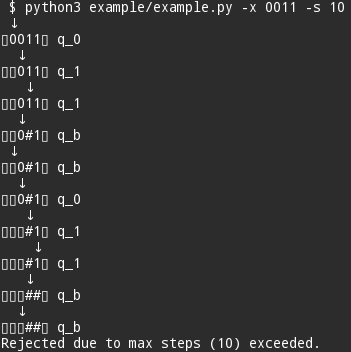 $ python3 example/example.py -x 0011 -s 10
↓
▯0011▯ q_0
↓
▯▯011▯ q_1
↓
▯▯011▯ q_1
↓
▯▯0#1▯ q_b
↓
▯▯0#1▯ q_b
↓
▯▯0#1▯ q_0
↓
▯▯▯#1▯ q_1
↓
▯▯▯#1▯ q_1
↓
▯▯▯##▯ q_b
↓
▯▯▯##▯ q_b
Rejected due to max steps (10) exceeded.